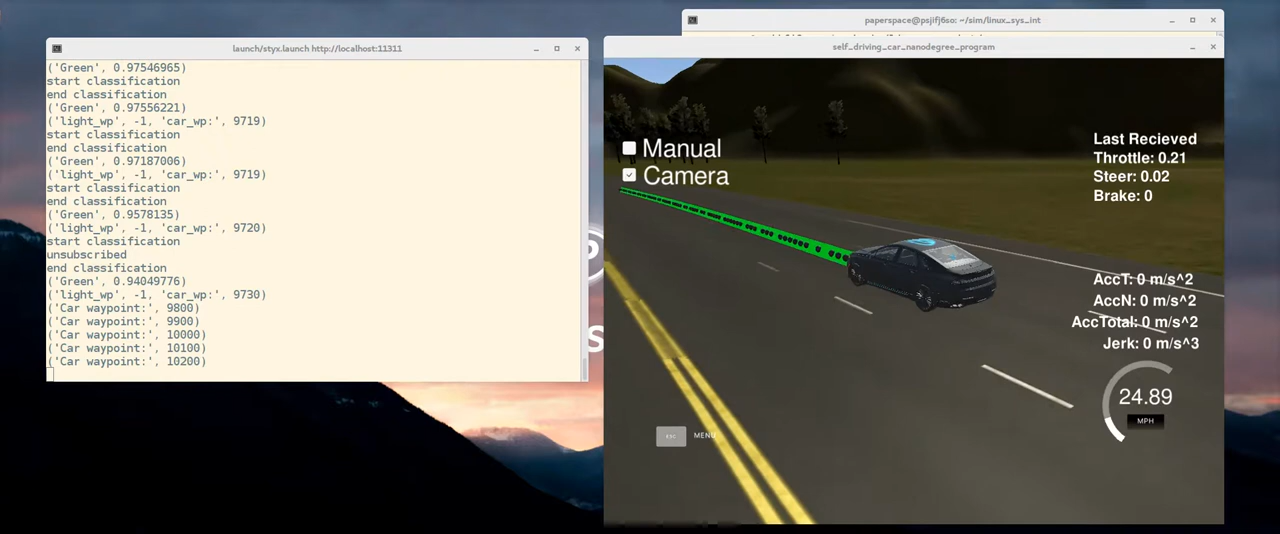 launch/styx.launch http://localhost:11311
('Green', 0.97546965)
start classification
end classification
('Green', 0.97556221)
('light_wp', -1, 'car_wp:', 9719)
start classification
end classification
('Green', 0.97187006)
('light_wp', -1, 'car_wp:', 9719)
start classification
end classification
('Green', 0.9578135)
('light_wp', -1, 'car_wp:', 9720)
start classification
unsubscribed
end classification
('Green', 0.94049776)
('light_wp', -1, 'car_wp:', 9730)
('Car waypoint:', 9800)
('Car waypoint:', 9900)
('Car waypoint:', 10000)
('Car waypoint:', 10100)
('Car waypoint:', 10200)
paperspace@psjifj6so: ~/sim/linux_sys_int
self_driving_car_nanodegree_program
Manual
Camera
Last Recieved
Throttle: 0.21
Steer: 0.02
Brake: 0
AccT: 0 m/s^2
AccN: 0 m/s^2
AccTotal: 0 m/s^2
Jerk: 0 m/s^3
24.89
MPH
ESC MENU